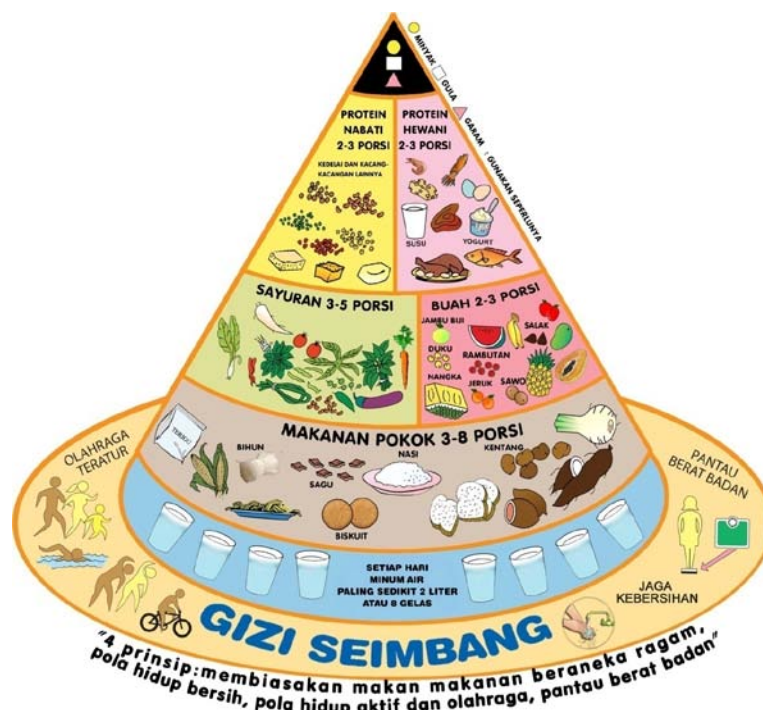 MINYAK GULA GARAM : GUNAKAN SEPERLUNYA
PROTEIN
NABATI
2-3 PORSI
KEDELAI DAN KACANG-
KACANGAN LAINNYA
PROTEIN
HEWANI
2-3 PORSI
SUSU
YOGURT
SAYURAN 3-5 PORSI
BUAH 2-3 PORSI
JAMBU BIJI
SALAK
DUKU
RAMBUTAN
NANGKA
JERUK
SAWO
MAKANAN POKOK 3-8 PORSI
BIHUN
SAGU
NASI
KENTANG
BISKUIT
OLAHRAGA
TERATUR
PANTAU
BERAT BADAN
SETIAP HARI
MINUM AIR
PALING SEDIKIT 2 LITER
ATAU 8 GELAS
JAGA
KEBERSIHAN
GIZI SEIMBANG
"4 prinsip:membiasakan makan makanan beraneka ragam,
pola hidup bersih, pola hidup aktif dan olahraga, pantau berat badan"